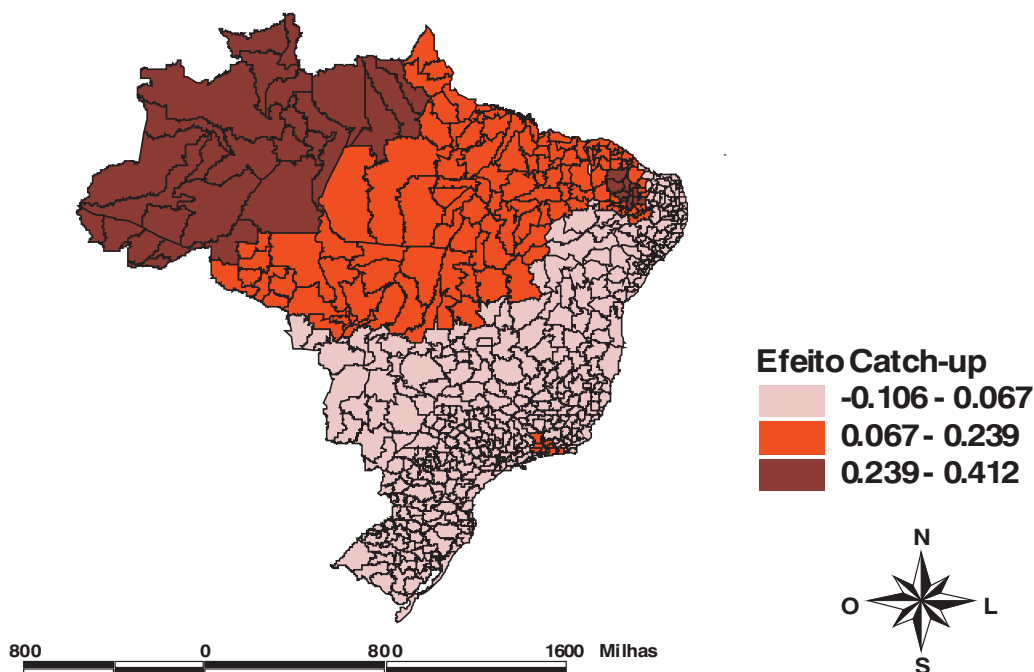 Efeito Catch-up
-0.106 - 0.067
0.067 - 0.239
0.239 - 0.412
N
O L
S
800 0 800 1600 Milhas